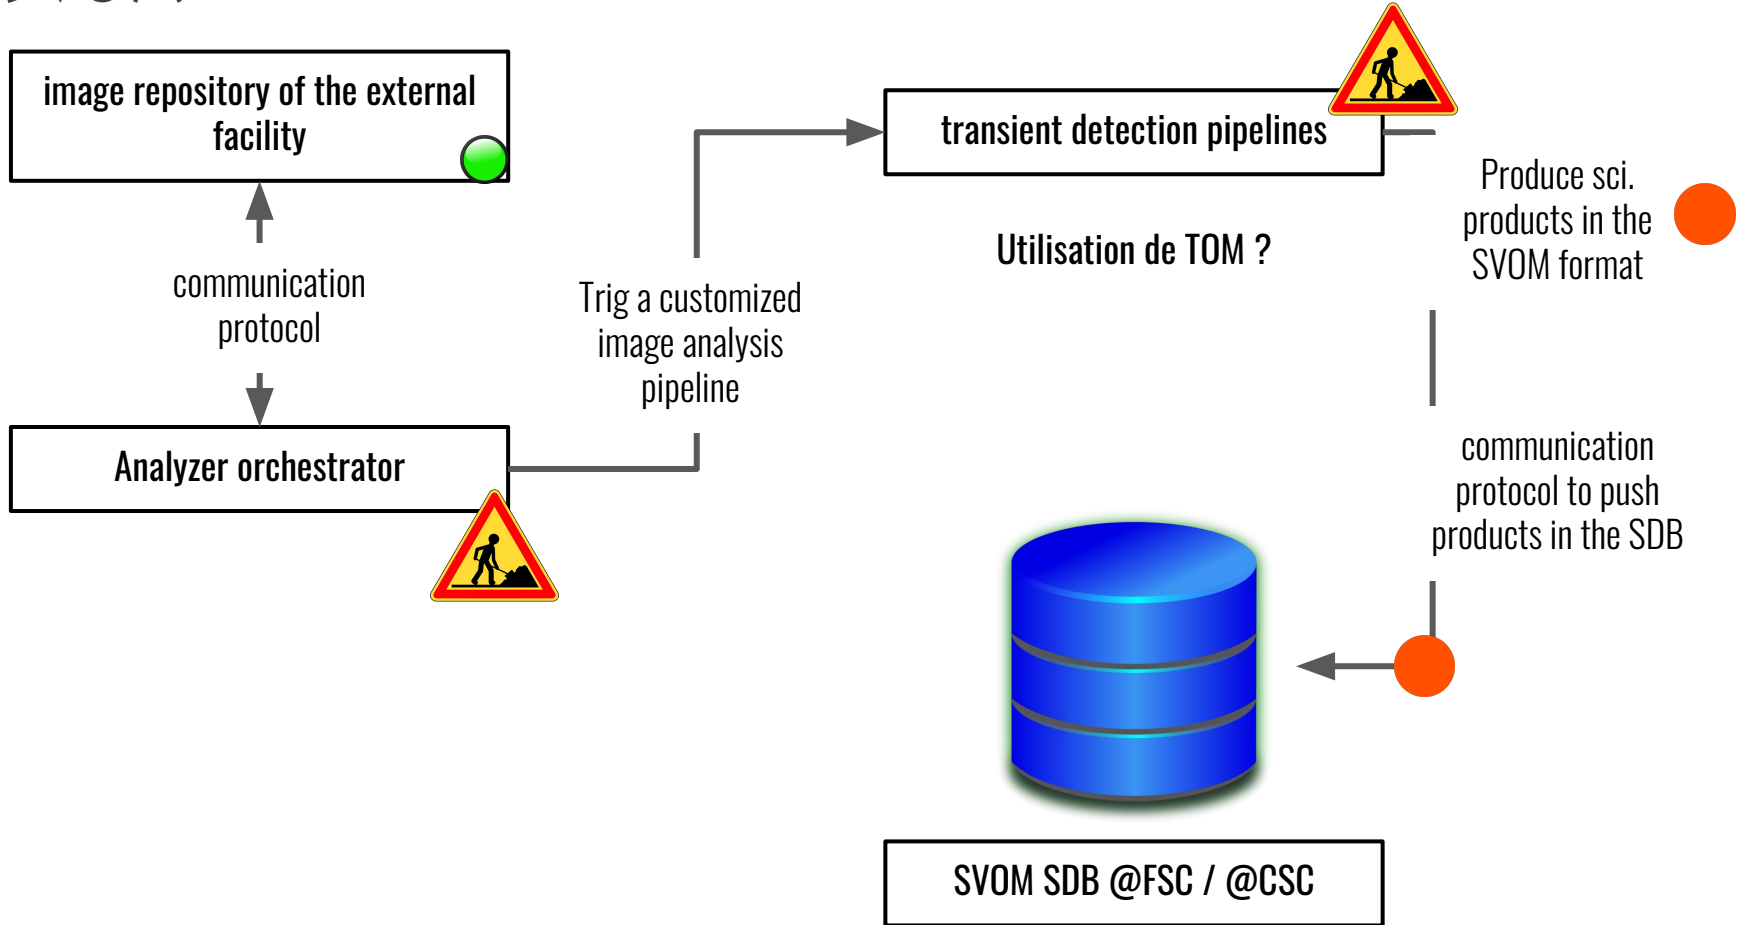 image repository of the external
facility
transient detection pipelines
Produce sci.
products in the
SVOM format
Utilisation de TOM ?
communication
protocol
Trig a customized
image analysis
pipeline
Analyzer orchestrator
communication
protocol to push
products in the SDB
SVOM SDB @FSC / @CSC